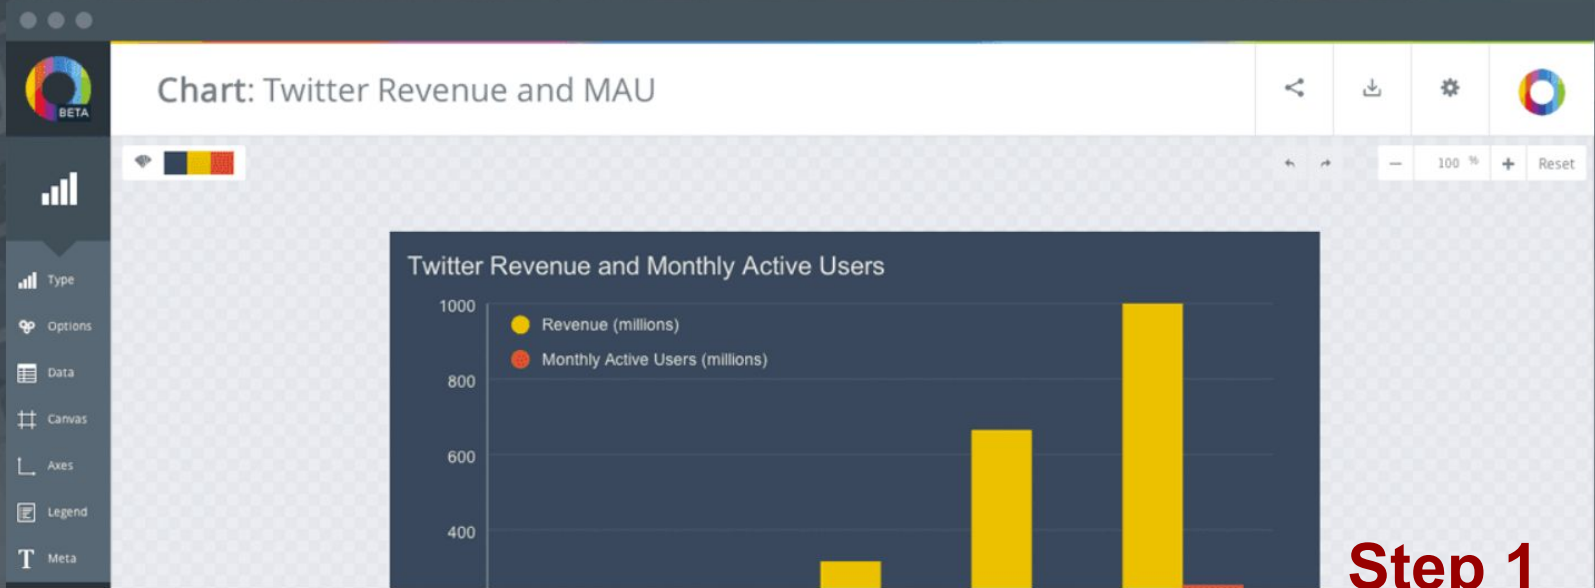 BETA
Chart: Twitter Revenue and MAU
100 %
Reset
Type
Options
Data
Canvas
Axes
Legend
T Meta
Twitter Revenue and Monthly Active Users
1000
800
600
400
Revenue (millions)
Monthly Active Users (millions)
Step 1